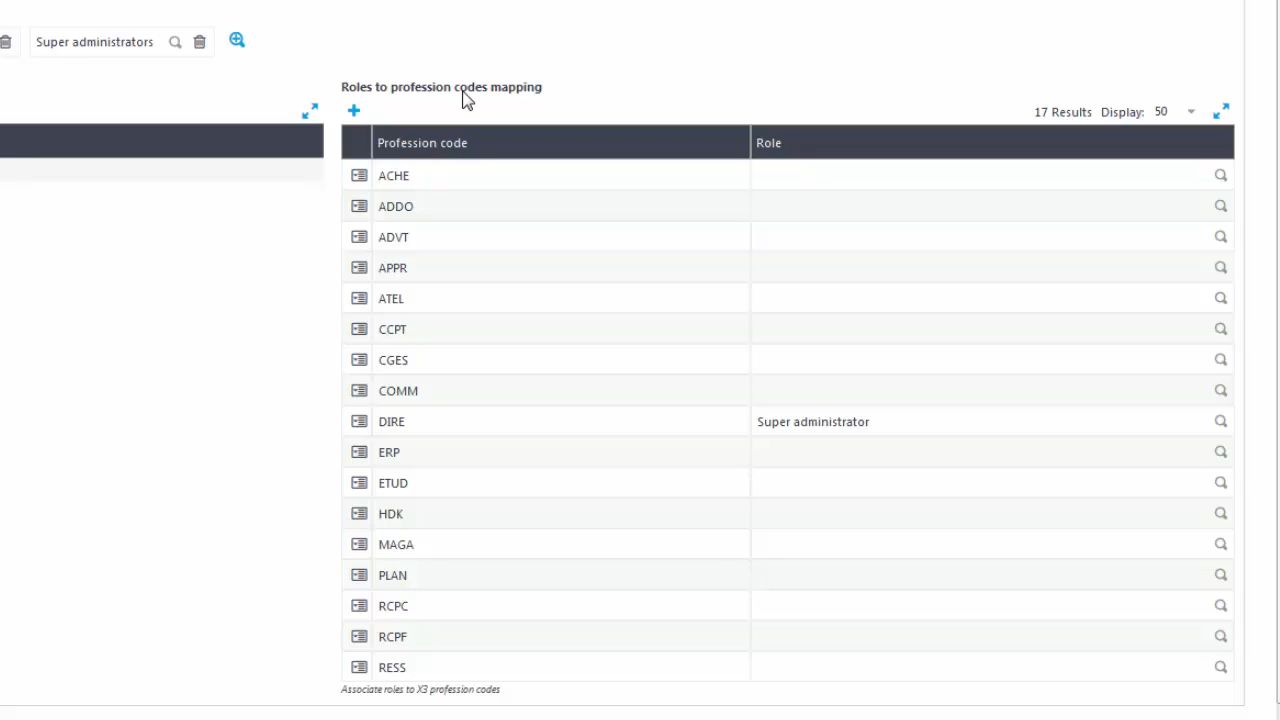 Super administrators
Roles to profession codes mapping
17 Results Display: 50
Profession code Role
ACHE
ADDO
ADVT
APPR
ATEL
CCPT
CGES
COMM
DIRE Super administrator
ERP
ETUD
HDK
MAGA
PLAN
RCPC
RCPF
RESS
Associate roles to X3 profession codes